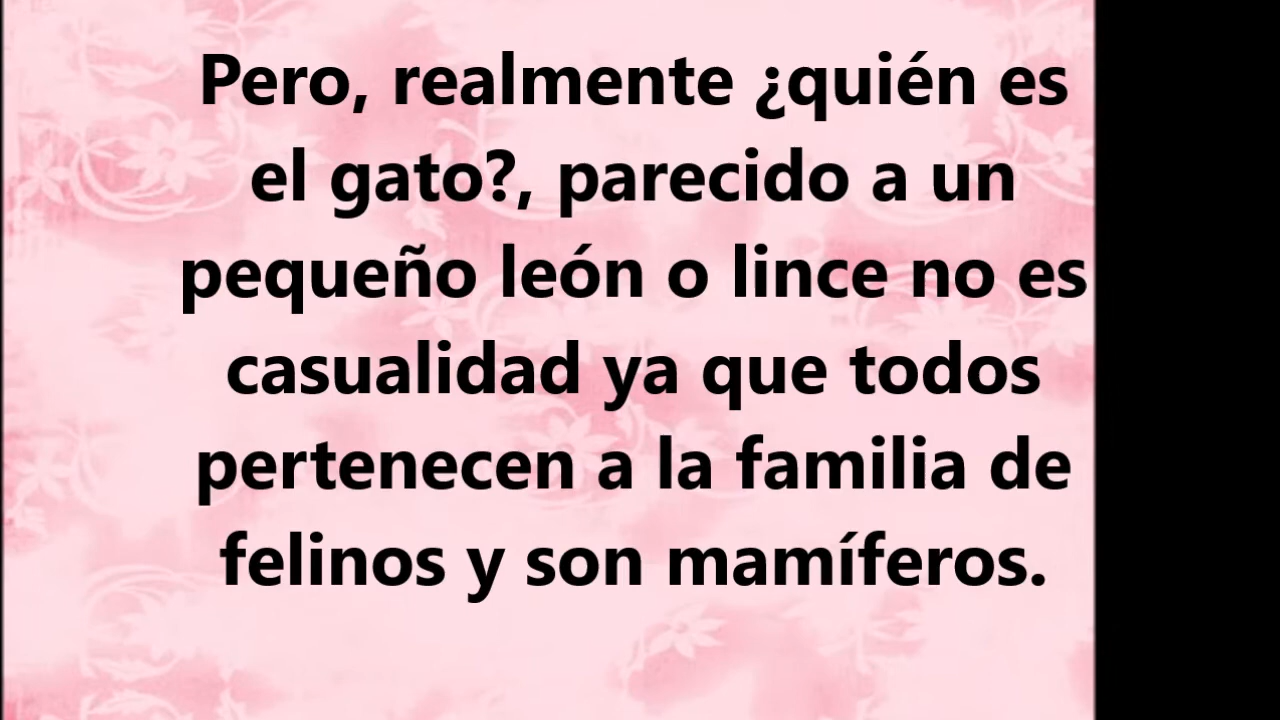 Pero, realmente ¿quién es
el gato?, parecido a un
pequeño león o lince no es
casualidad ya que todos
pertenecen a la familia de
felinos y son mamíferos.